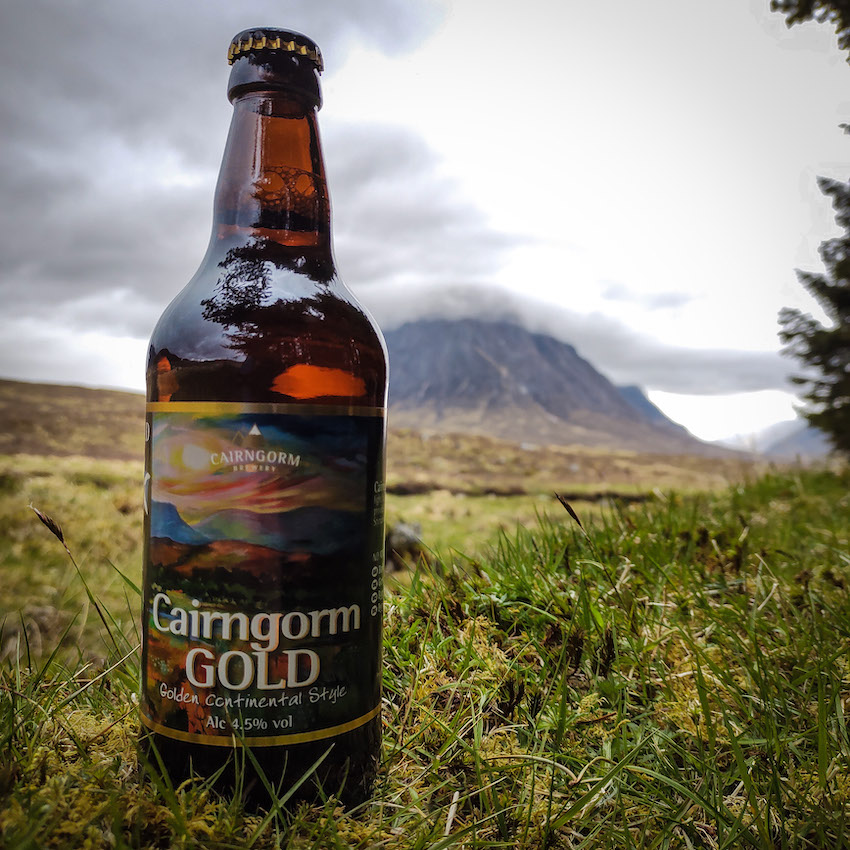 CAIRNGORM
BREWERY
Cairngorm
GOLD
Golden Continental Style
Alc 4.5% vol